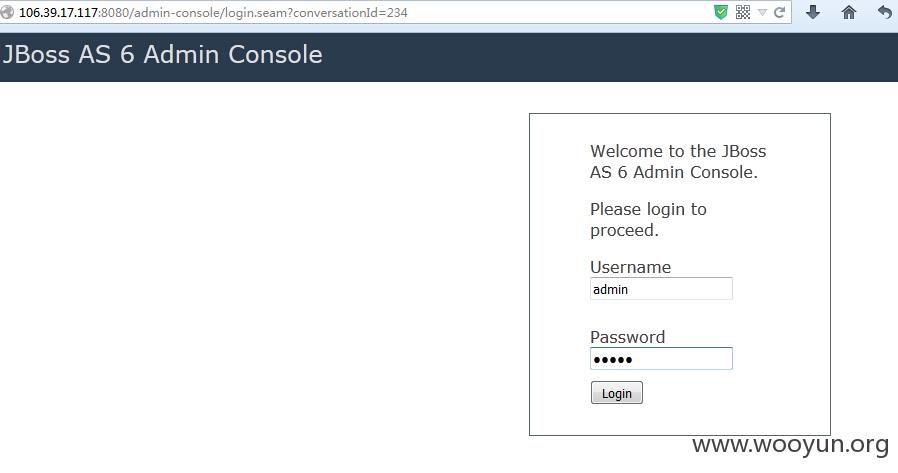 106.39.17.117:8080/admin-console/login.seam?conversationId=234
JBoss AS 6 Admin Console
Welcome to the JBoss
AS 6 Admin Console.
Please login to
proceed.
Username
admin
Password
•••••
Login
www.wooyun.org